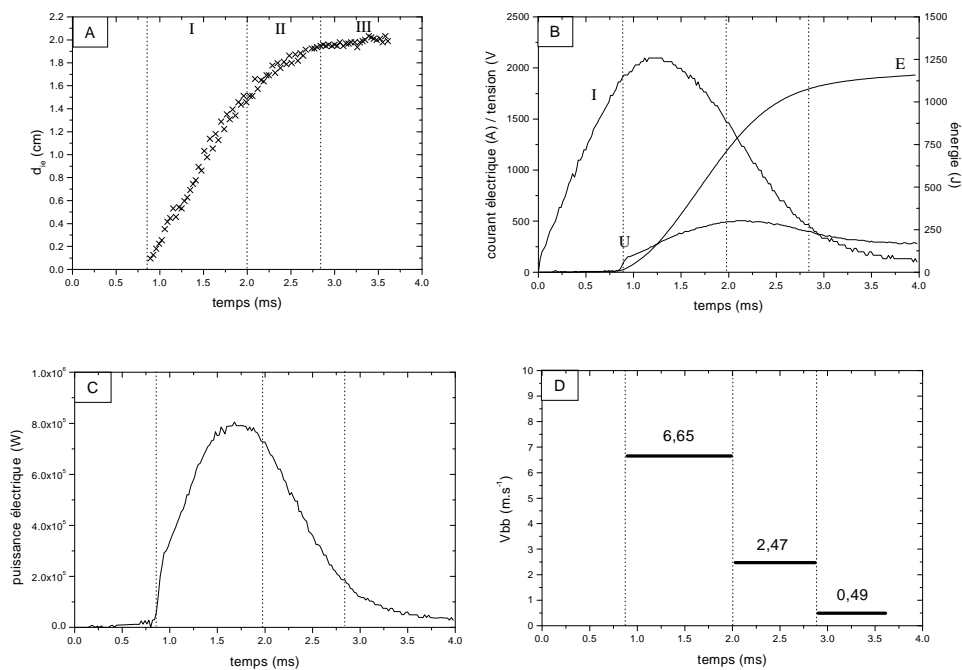 A
I
II
III
d_ie (cm)
2.2
2.0
1.8
1.6
1.4
1.2
1.0
0.8
0.6
0.4
0.2
0.0
0.0 0.5 1.0 1.5 2.0 2.5 3.0 3.5 4.0
temps (ms)
B
I
U
E
courant électrique (A) / tension (V
2500
2000
1500
1000
500
0
1500
1250
1000
750
500
250
0
énergie (J)
0.0 0.5 1.0 1.5 2.0 2.5 3.0 3.5 4.0
temps (ms)
C
puissance électrique (W)
1.0x10⁶
8.0x10⁵
6.0x10⁵
4.0x10⁵
2.0x10⁵
0.0
0.0 0.5 1.0 1.5 2.0 2.5 3.0 3.5 4.0
temps (ms)
D
Vbb (m.s⁻¹)
10
9
8
7
6
5
4
3
2
1
0
6,65
2,47
0,49
0.0 0.5 1.0 1.5 2.0 2.5 3.0 3.5 4.0
temps (ms)